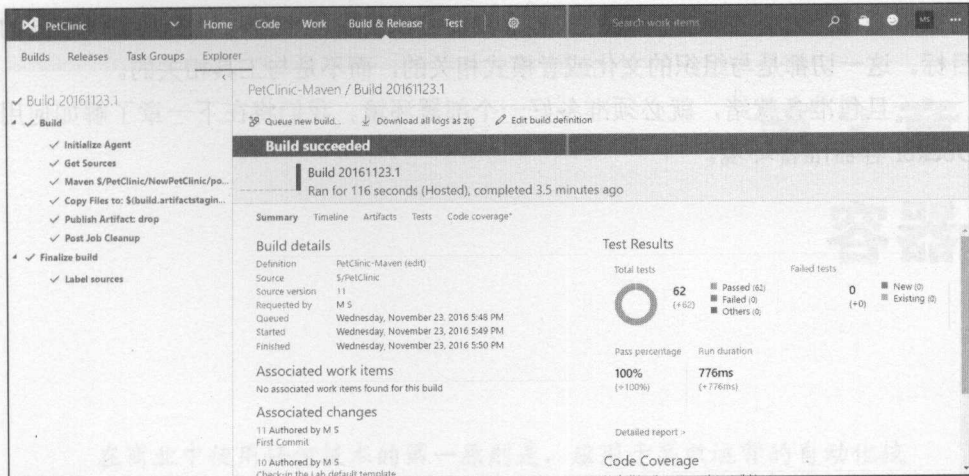 PetClinic Home Code Work Build & Release Test Search work items MS
Builds Releases Task Groups Explorer
Build 20161123.1
Build
Initialize Agent
Get Sources
Maven $/PetClinic/NewPetClinic/po...
Copy Files to: $(build.artifactstagin...
Publish Artifact: drop
Post Job Cleanup
Finalize build
Label sources
PetClinic-Maven / Build 20161123.1
Queue new build... Download all logs as zip Edit build definition
Build succeeded
Build 20161123.1
Ran for 116 seconds (Hosted), completed 3.5 minutes ago
Summary Timeline Artifacts Tests Code coverage*
Build details
Definition PetClinic-Maven (edit)
Source $/PetClinic
Source version 11
Requested by M S
Queued Wednesday, November 23, 2016 5:48 PM
Started Wednesday, November 23, 2016 5:49 PM
Finished Wednesday, November 23, 2016 5:50 PM
Associated work items
No associated work items found for this build
Associated changes
11 Authored by M S
First Commit
10 Authored by M S
Checkin the Lab default template
Test Results
Total tests
62
(+62)
Passed (62)
Failed (0)
Others (0)
Failed tests
0
(+0)
New (0)
Existing (0)
Pass percentage
100%
(+100%)
Run duration
776ms
(+776ms)
Detailed report >
Code Coverage